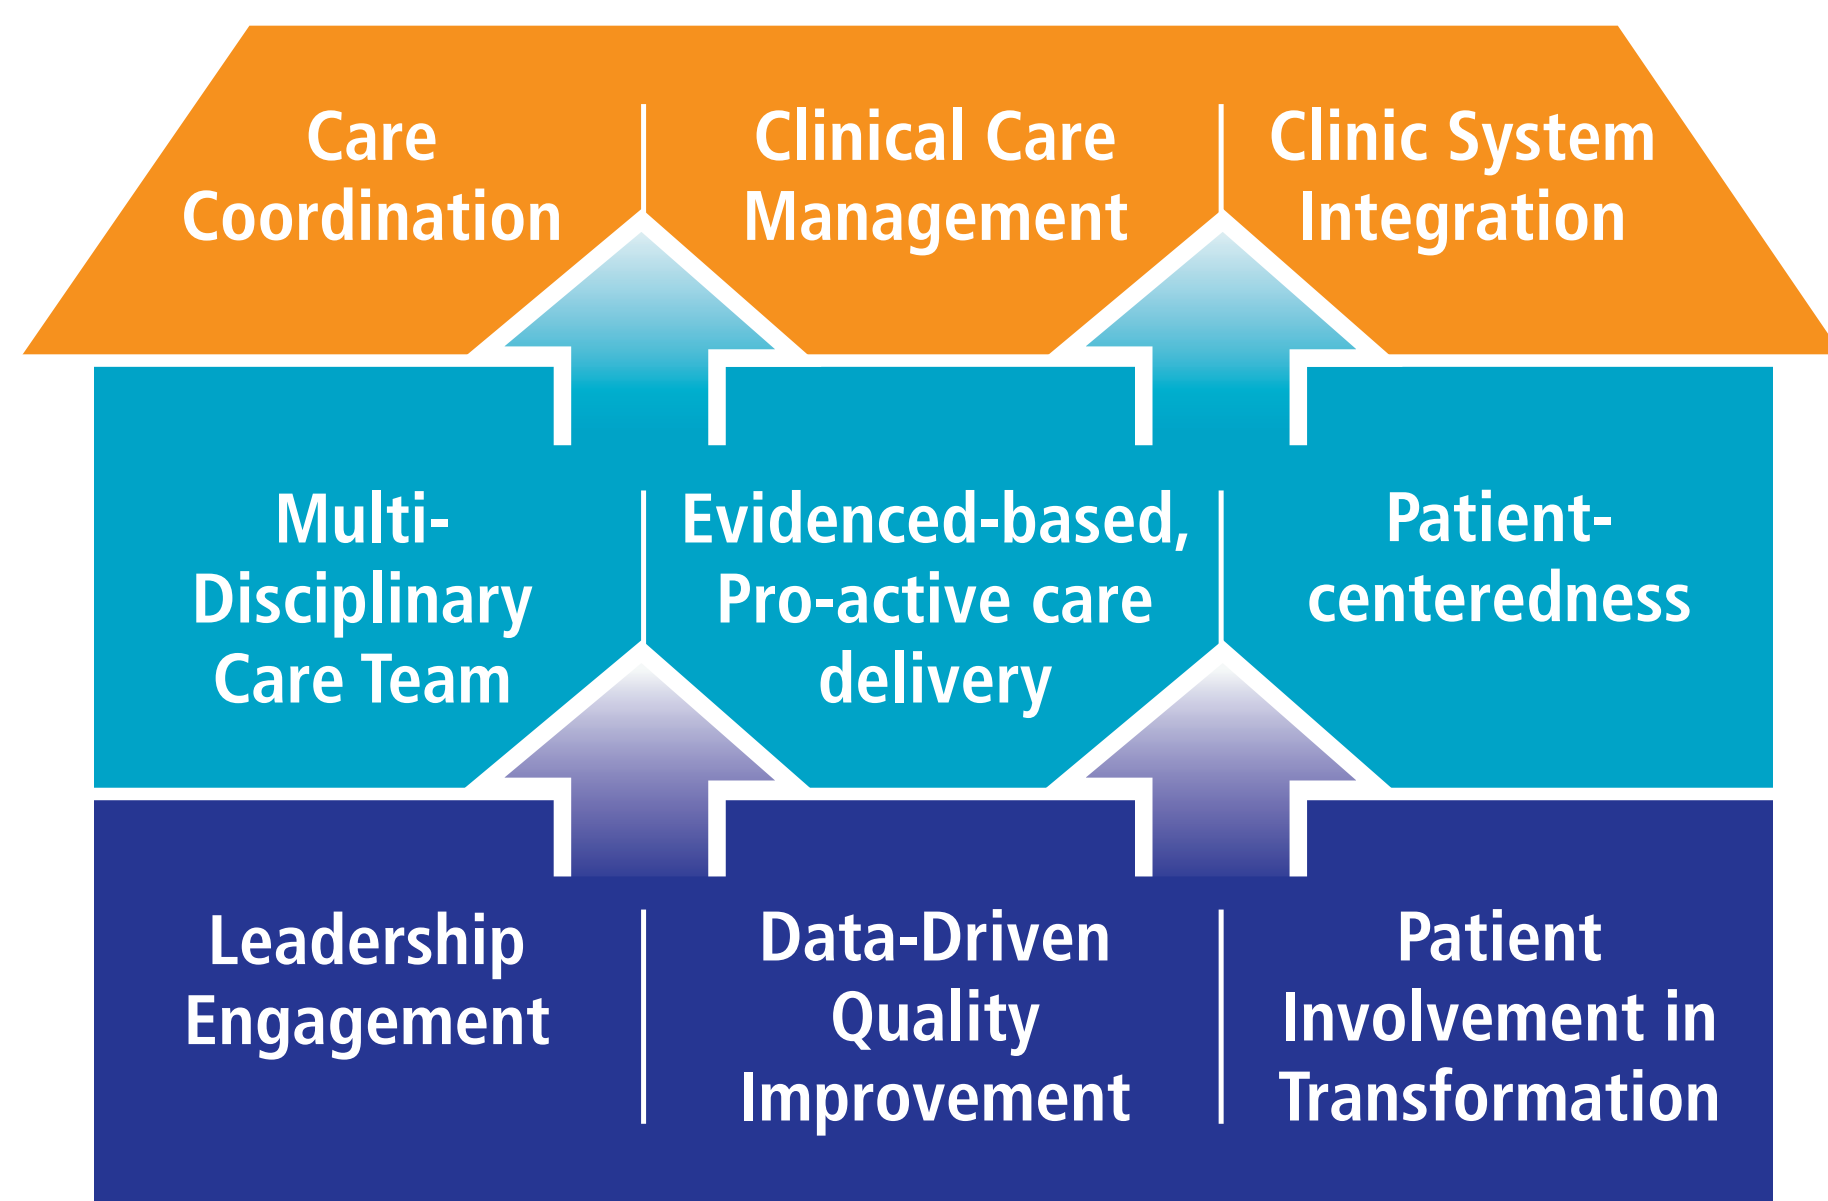 Care
Coordination
Clinical Care
Management
Clinic System
Integration
Multi-
Disciplinary
Care Team
Evidenced-based,
Pro-active care
delivery
Patient-
centeredness
Leadership
Engagement
Data-Driven
Quality
Improvement
Patient
Involvement in
Transformation